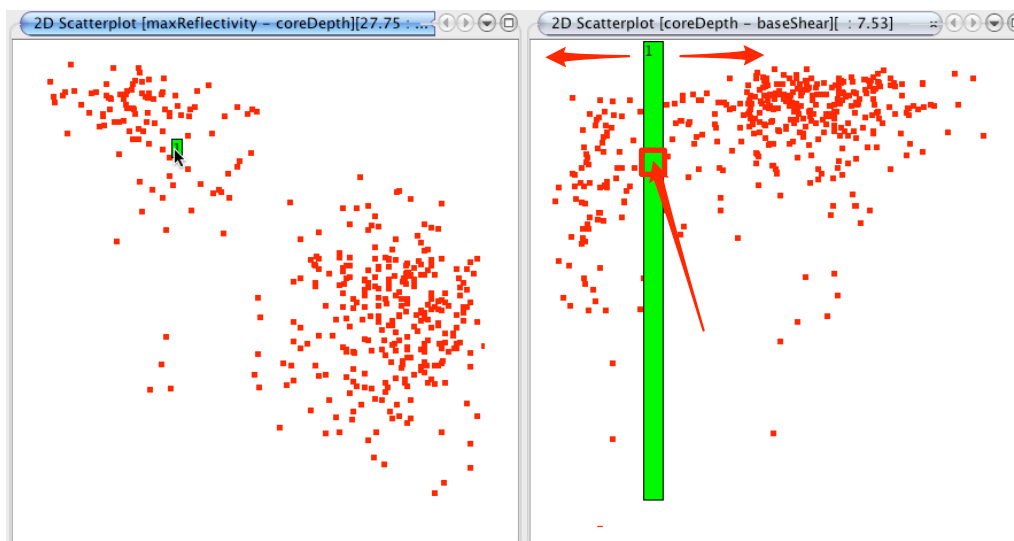 2D Scatterplot [maxReflectivity - coreDepth][27.75 : ...
2D Scatterplot [coreDepth - baseShear][  : 7.53]
1
1